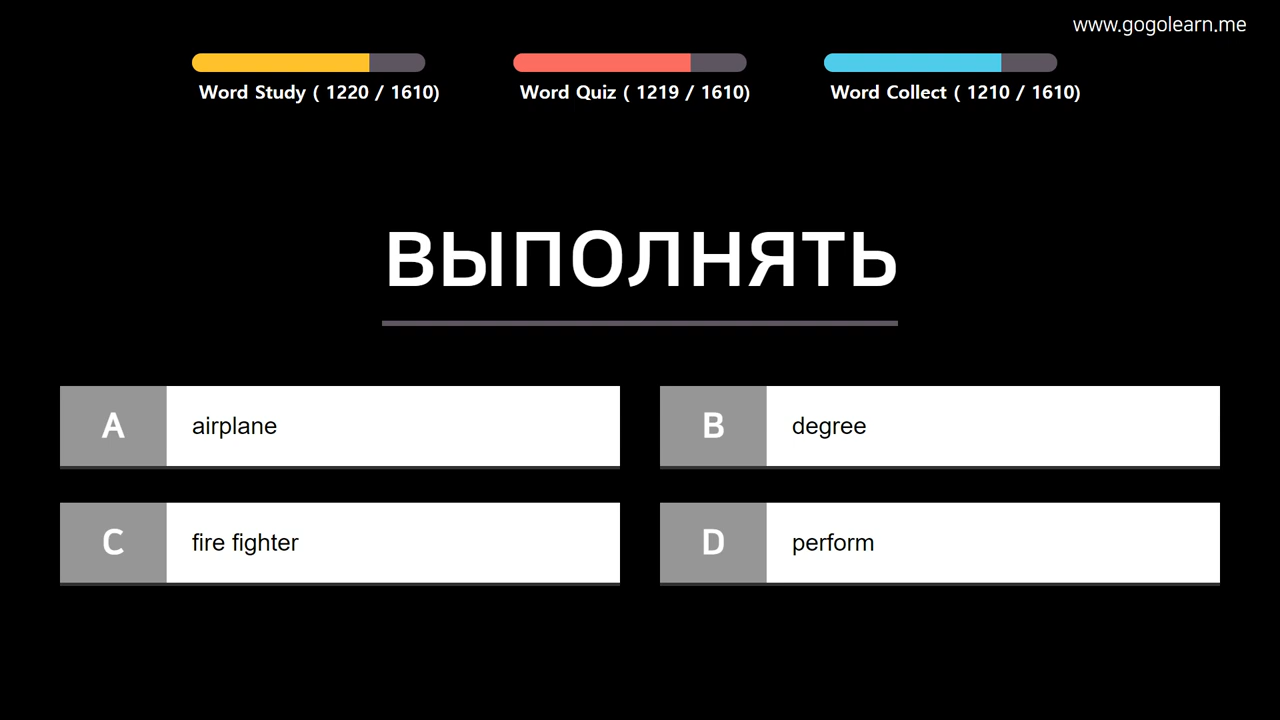 www.gogolearn.me
Word Study ( 1220 / 1610)
Word Quiz ( 1219 / 1610)
Word Collect ( 1210 / 1610)
ВЫПОЛНЯТЬ
A airplane
B degree
C fire fighter
D perform